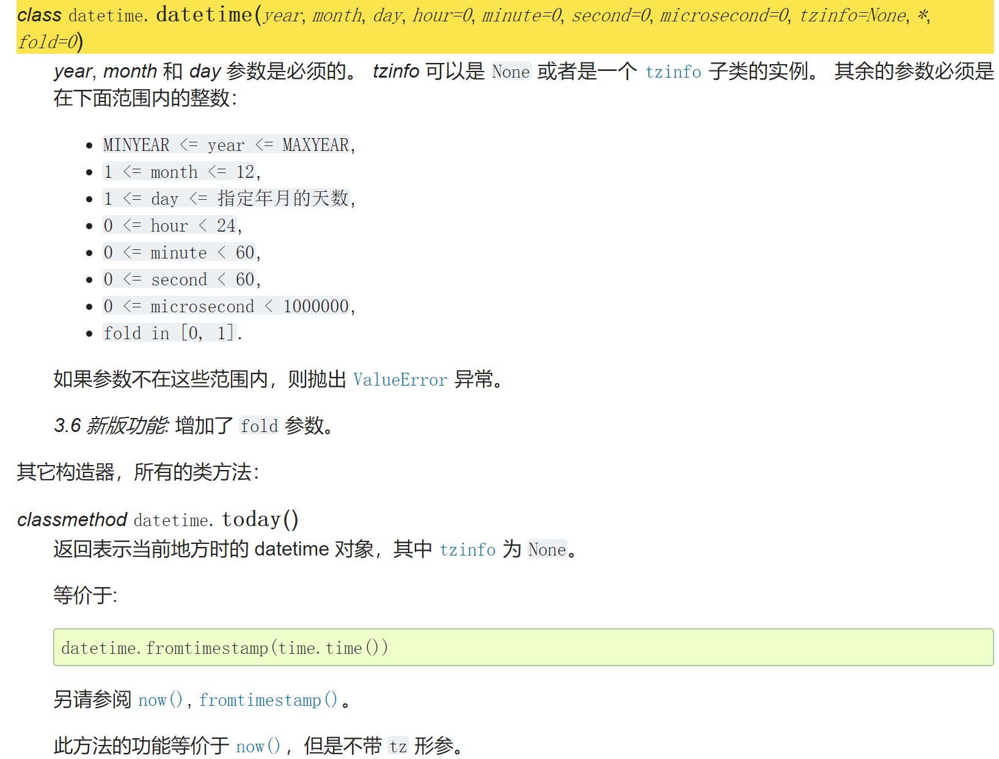 class datetime.datetime(year, month, day, hour=0, minute=0, second=0, microsecond=0, tzinfo=None, *,
fold=0)
year, month 和 day 参数是必须的。 tzinfo 可以是 None 或者是一个 tzinfo 子类的实例。 其余的参数必须是
在下面范围内的整数：
• MINYEAR <= year <= MAXYEAR,
• 1 <= month <= 12,
• 1 <= day <= 指定年月的天数,
• 0 <= hour < 24,
• 0 <= minute < 60,
• 0 <= second < 60,
• 0 <= microsecond < 1000000,
• fold in [0, 1].
如果参数不在这些范围内，则抛出 ValueError 异常。
3.6 新版功能: 增加了 fold 参数。
其它构造器，所有的类方法：
classmethod datetime.today()
返回表示当前地方时的 datetime 对象，其中 tzinfo 为 None。
等价于:
datetime.fromtimestamp(time.time())
另请参阅 now(), fromtimestamp()。
此方法的功能等价于 now()，但是不带 tz 形参。